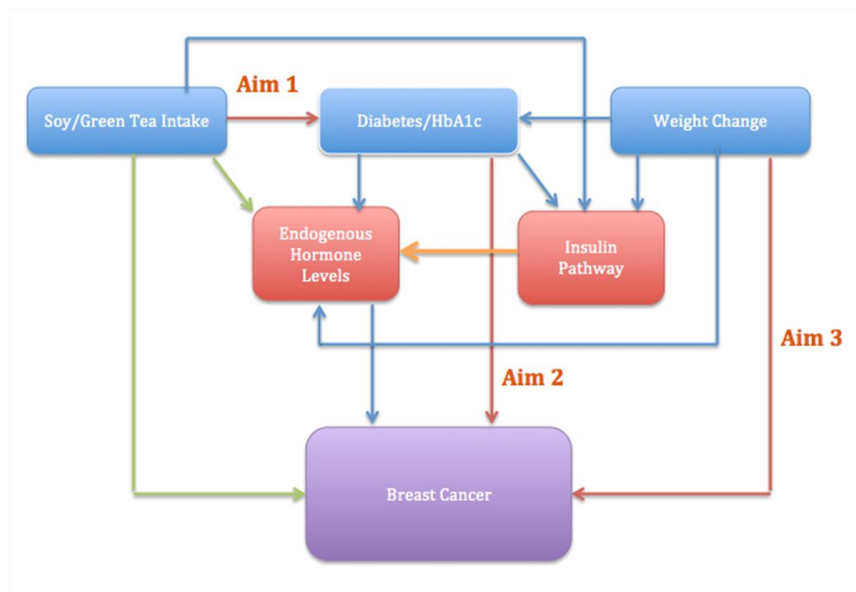 Aim 1
Soy/Green Tea Intake
Diabetes/HbA1c
Weight Change
Endogenous
Hormone
Levels
Insulin
Pathway
Aim 3
Aim 2
Breast Cancer